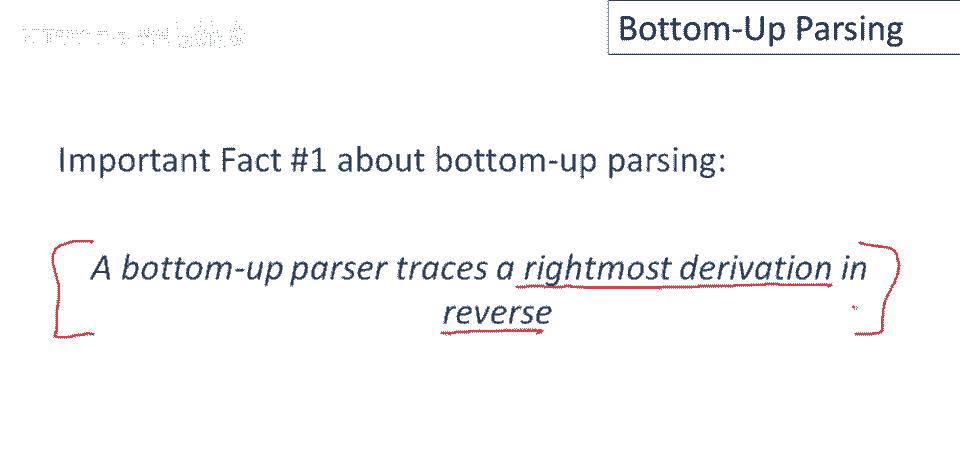 Bottom-Up Parsing
Important Fact #1 about bottom-up parsing:
A bottom-up parser traces a rightmost derivation in
reverse